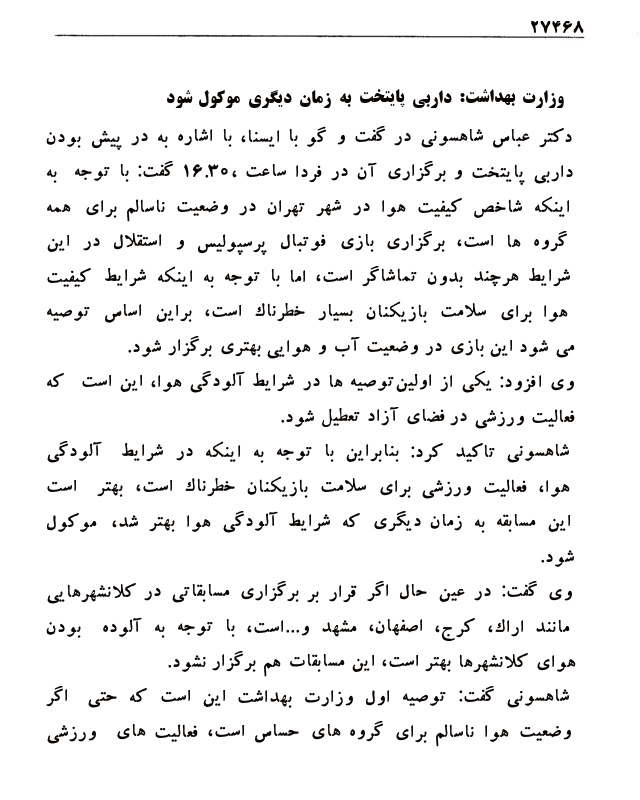 ۲۷۴۶۸
وزارت بهداشت: داربی پایتخت به زمان دیگری موکول شود
دکتر عباس شاهسونی در گفت و گو با ایسنا، با اشاره به در پیش بودن
داربی پایتخت و برگزاری آن در فردا ساعت ۱۶.۳۰، گفت: با توجه به
اینکه شاخص کیفیت هوا در شهر تهران در وضعیت ناسالم برای همه
گروه ها است، برگزاری بازی فوتبال پرسپولیس و استقلال در این
شرایط هرچند بدون تماشاگر است، اما با توجه به اینکه شرایط کیفیت
هوا برای سلامت بازیکنان بسیار خطرناک است، براین اساس توصیه
می شود این بازی در وضعیت آب و هوایی بهتری برگزار شود.
وی افزود: یکی از اولین توصیه ها در شرایط آلودگی هوا، این است که
فعالیت ورزشی در فضای آزاد تعطیل شود.
شاهسونی تاکید کرد: بنابراین با توجه به اینکه در شرایط آلودگی
هوا، فعالیت ورزشی برای سلامت بازیکنان خطرناک است، بهتر است
این مسابقه به زمان دیگری که شرایط آلودگی هوا بهتر شد، موکول
شود.
وی گفت: در عین حال اگر قرار بر برگزاری مسابقاتی در کلانشهرهایی
مانند اراک، کرج، اصفهان، مشهد و...است، با توجه به آلوده بودن
هوای کلانشهرها بهتر است، این مسابقات هم برگزار نشود.
شاهسونی گفت: توصیه اول وزارت بهداشت این است که حتی اگر
وضعیت هوا ناسالم برای گروه های حساس است، فعالیت های ورزشی